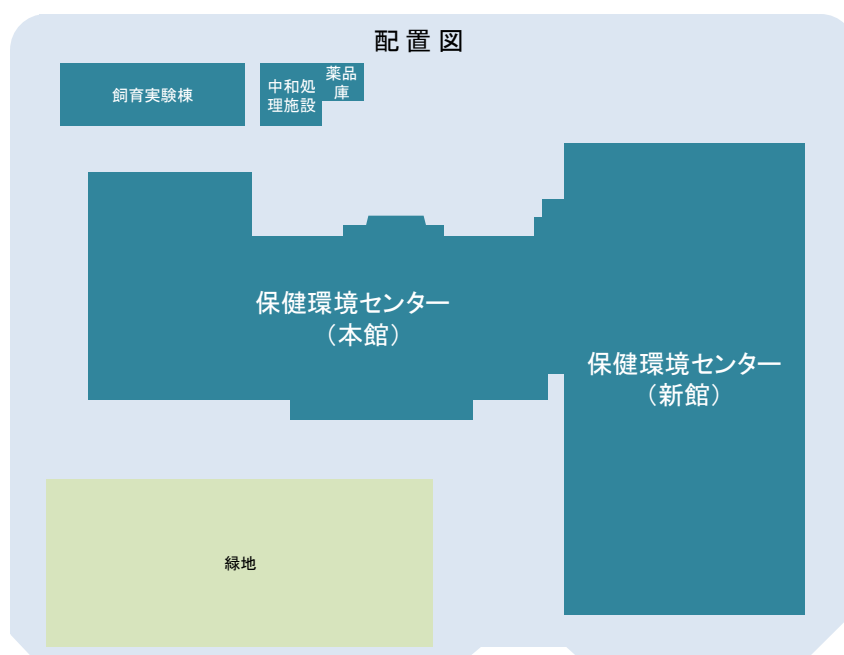 配置図
飼育実験棟
中和処
理施設
薬品
庫
保健環境センター
（本館）
保健環境センター
（新館）
緑地